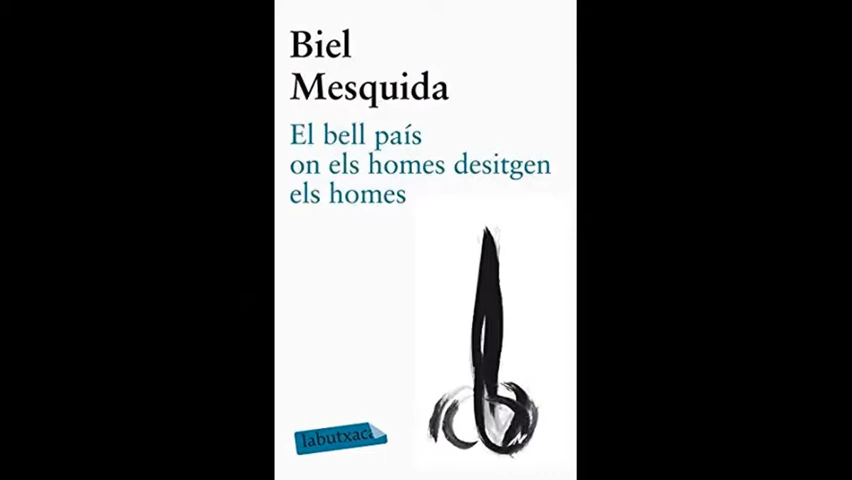 Biel
Mesquida
El bell país
on els homes desitgen
els homes
labutxaca